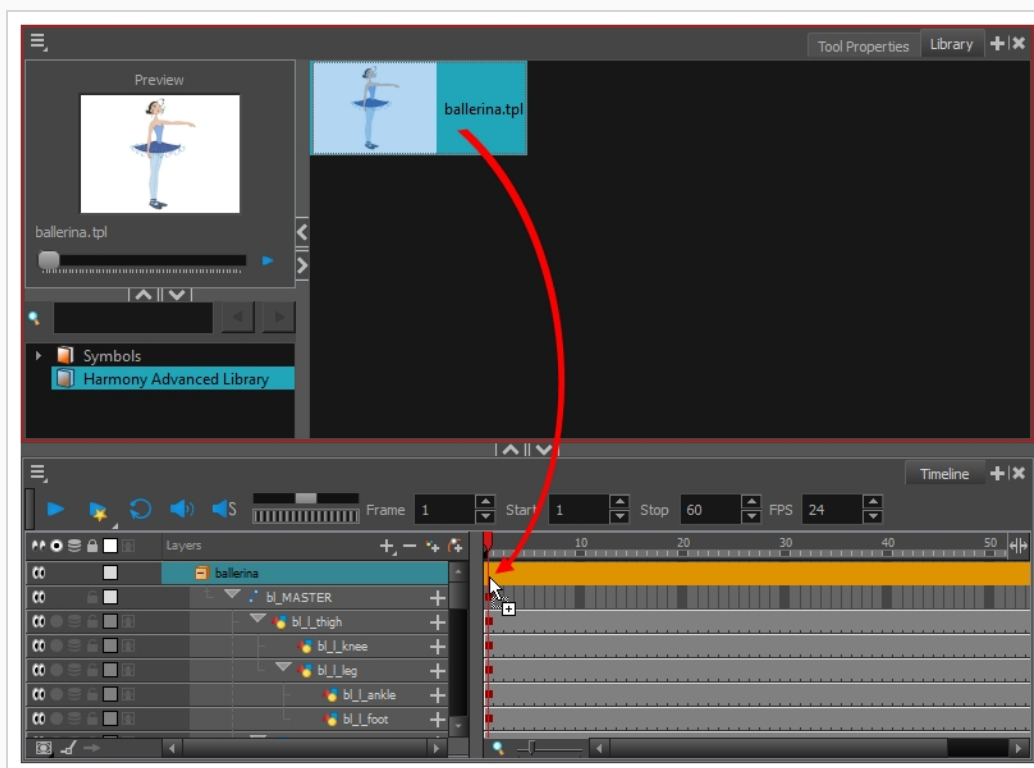 Tool Properties Library
Preview
ballerina.tpl
ballerina.tpl
Symbols
Harmony Advanced Library
Timeline
S Frame 1 Start 1 Stop 60 FPS 24
Layers 10 20 30 40 50
ballerina
bl_MASTER
bl_l_thigh
bl_l_knee
bl_l_leg
bl_l_ankle
bl_l_foot